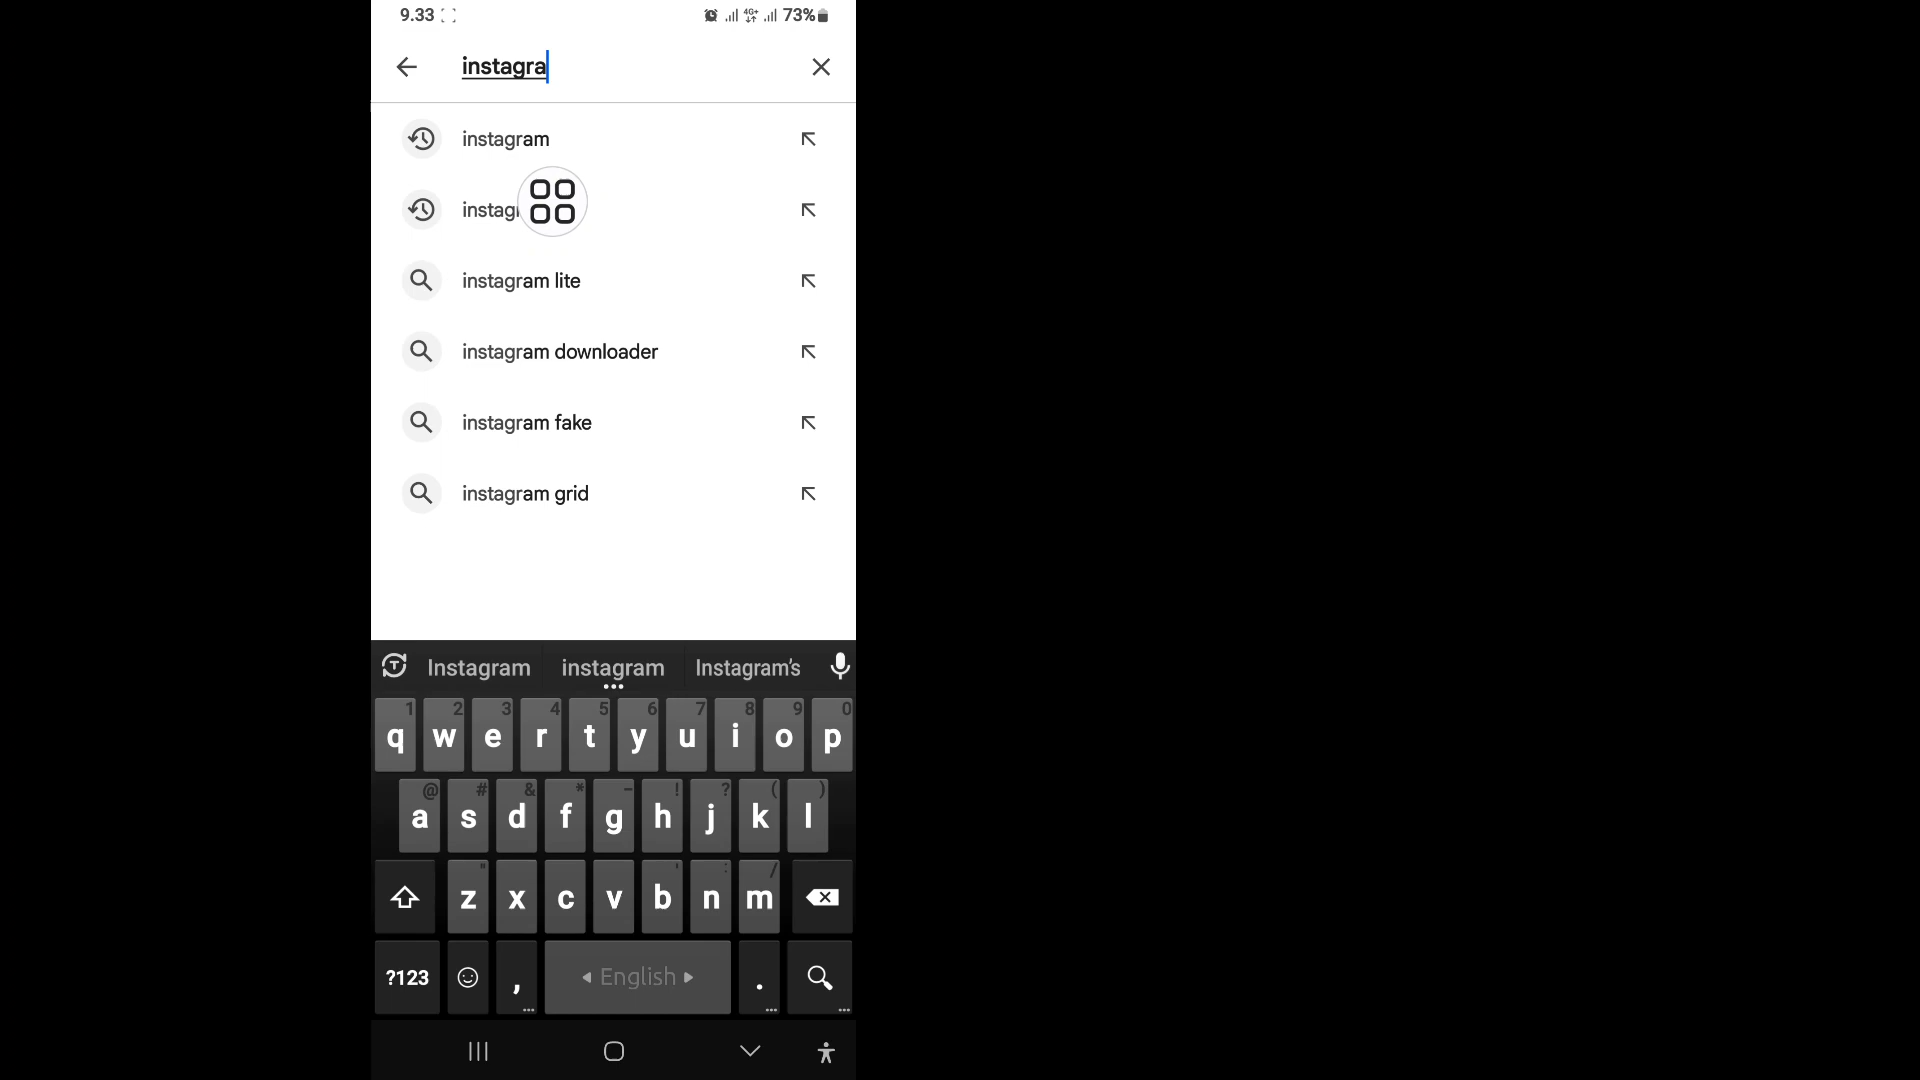 9.33 4G+ 73%
instagra
instagram
instagram lite
instagram downloader
instagram fake
instagram grid
Instagram instagram Instagram's
1 2 3 4 5 6 7 8 9 0
q w e r t y u i o p
@ # & * - ! ? ( )
a s d f g h j k l
" ' : /
z x c v b n m
?123 , English .